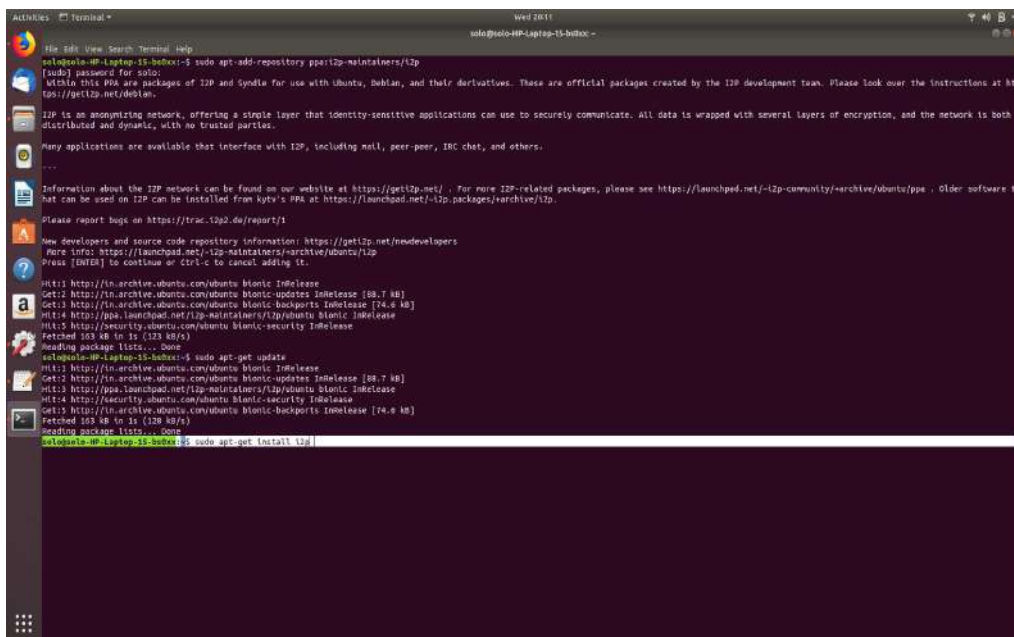 Activities Terminal
Wed 20:11
solo@solo-HP-Laptop-15-bs0xx: ~
File Edit View Search Terminal Help
solo@solo-HP-Laptop-15-bs0xx:~$ sudo apt-add-repository ppa:i2p-maintainers/i2p
[sudo] password for solo:
Within this PPA are packages of I2P and Syndie for use with Ubuntu, Debian, and their derivatives. These are official packages created by the I2P development team. Please look over the instructions at ht
tps://geti2p.net/debian.
I2P is an anonymizing network, offering a simple layer that identity-sensitive applications can use to securely communicate. All data is wrapped with several layers of encryption, and the network is both
distributed and dynamic, with no trusted parties.
Many applications are available that interface with I2P, including mail, peer-peer, IRC chat, and others.
---
Information about the I2P network can be found on our website at https://geti2p.net/ . For more I2P-related packages, please see https://launchpad.net/~i2p-community/+archive/ubuntu/ppa . Older software t
hat can be used on I2P can be installed from kytv's PPA at https://launchpad.net/~i2p.packages/+archive/i2p.
Please report bugs on https://trac.i2p2.de/report/1
New developers and source code repository information: https://geti2p.net/newdevelopers
More info: https://launchpad.net/~i2p-maintainers/+archive/ubuntu/i2p
Press [ENTER] to continue or Ctrl-c to cancel adding it.
Hit:1 http://in.archive.ubuntu.com/ubuntu bionic InRelease
Get:2 http://in.archive.ubuntu.com/ubuntu bionic-updates InRelease [88.7 kB]
Get:3 http://in.archive.ubuntu.com/ubuntu bionic-backports InRelease [74.6 kB]
Hit:4 http://ppa.launchpad.net/i2p-maintainers/i2p/ubuntu bionic InRelease
Hit:5 http://security.ubuntu.com/ubuntu bionic-security InRelease
Fetched 163 kB in 1s (123 kB/s)
Reading package lists... Done
solo@solo-HP-Laptop-15-bs0xx:~$ sudo apt-get update
Hit:1 http://in.archive.ubuntu.com/ubuntu bionic InRelease
Get:2 http://in.archive.ubuntu.com/ubuntu bionic-updates InRelease [88.7 kB]
Hit:3 http://ppa.launchpad.net/i2p-maintainers/i2p/ubuntu bionic InRelease
Hit:4 http://security.ubuntu.com/ubuntu bionic-security InRelease
Get:5 http://in.archive.ubuntu.com/ubuntu bionic-backports InRelease [74.6 kB]
Fetched 163 kB in 1s (128 kB/s)
Reading package lists... Done
solo@solo-HP-Laptop-15-bs0xx:~$ sudo apt-get install i2p